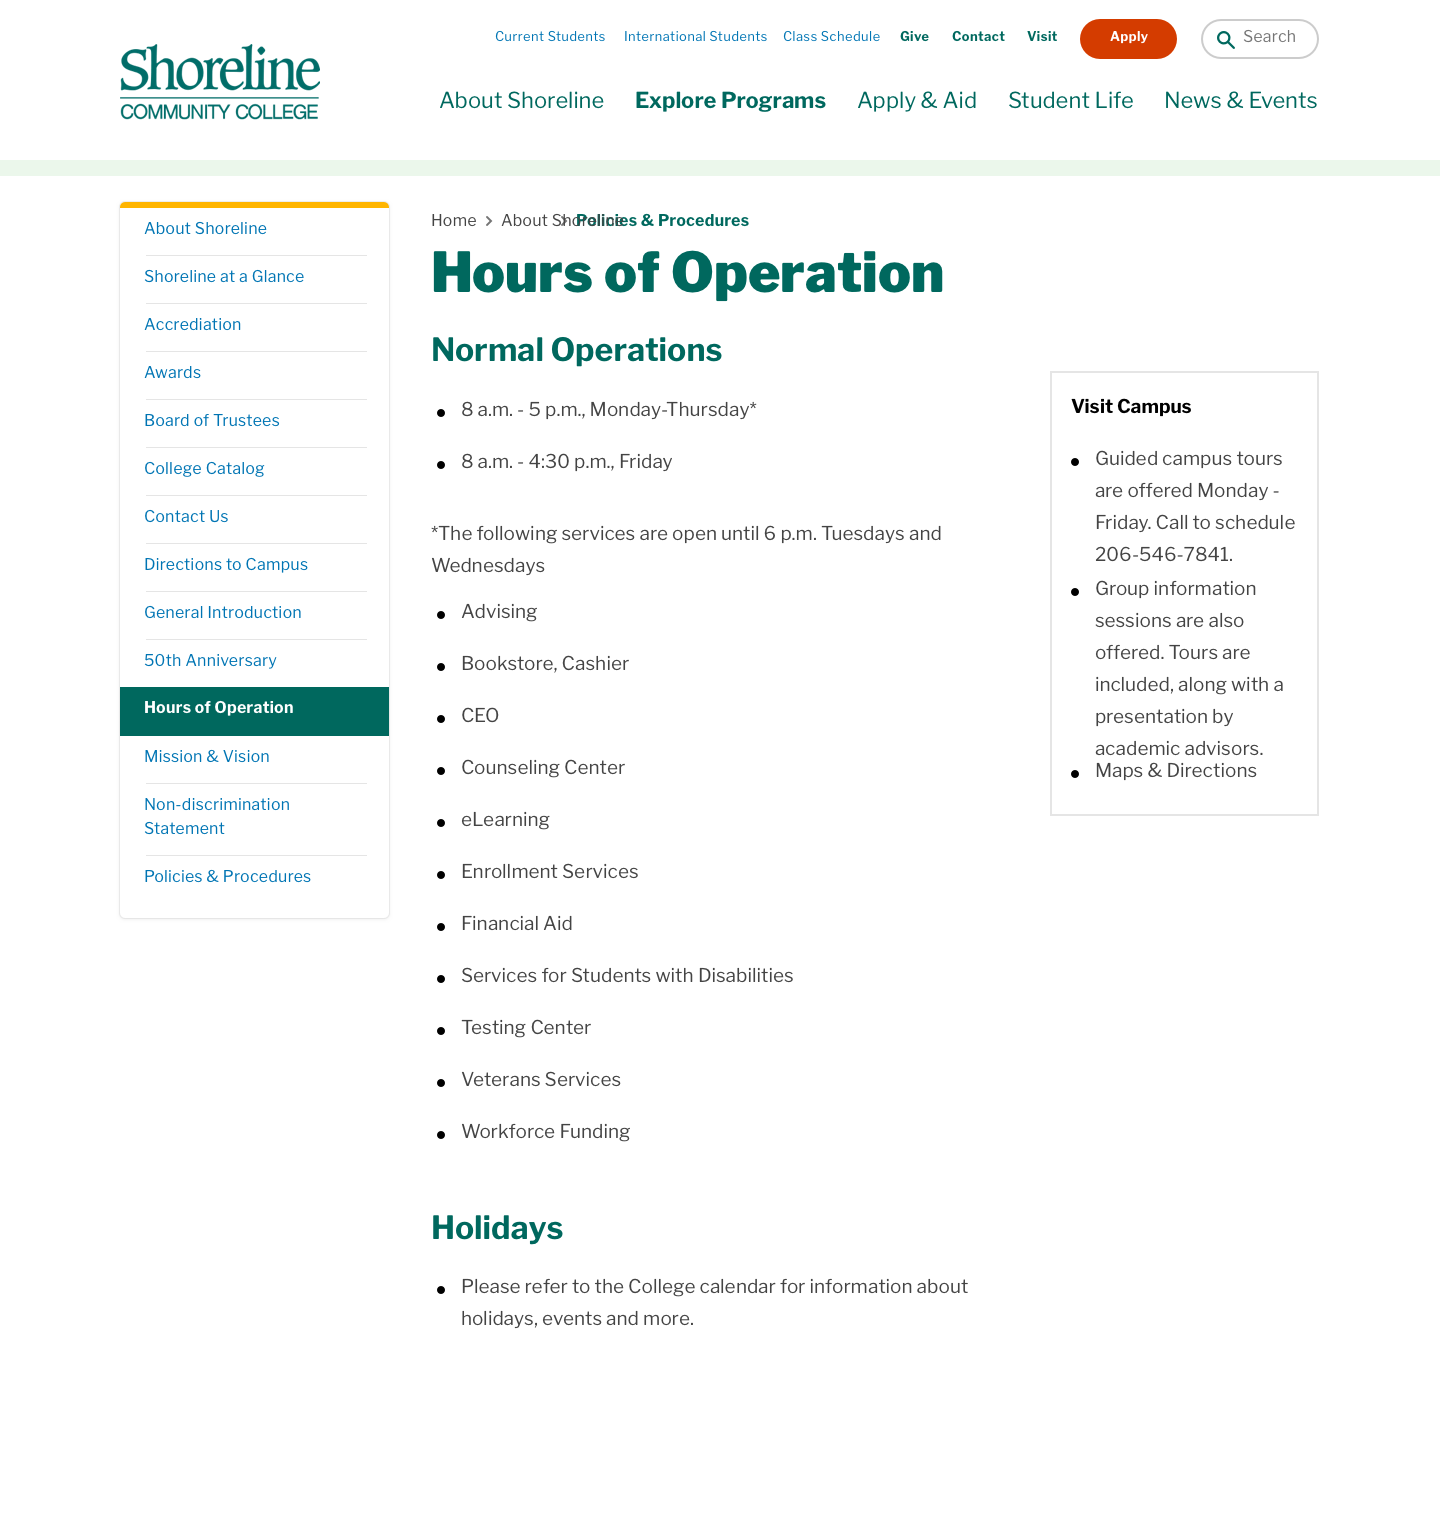 Current Students International Students Class Schedule Give Contact Visit Apply Search
Shoreline
COMMUNITY COLLEGE
About Shoreline Explore Programs Apply & Aid Student Life News & Events
About Shoreline
Shoreline at a Glance
Accrediation
Awards
Board of Trustees
College Catalog
Contact Us
Directions to Campus
General Introduction
50th Anniversary
Hours of Operation
Mission & Vision
Non-discrimination
Statement
Policies & Procedures
Home > About Shoreline > Policies & Procedures
Hours of Operation
Normal Operations
• 8 a.m. - 5 p.m., Monday-Thursday*
• 8 a.m. - 4:30 p.m., Friday
*The following services are open until 6 p.m. Tuesdays and
Wednesdays
• Advising
• Bookstore, Cashier
• CEO
• Counseling Center
• eLearning
• Enrollment Services
• Financial Aid
• Services for Students with Disabilities
• Testing Center
• Veterans Services
• Workforce Funding
Holidays
• Please refer to the College calendar for information about
holidays, events and more.
Visit Campus
• Guided campus tours
are offered Monday -
Friday. Call to schedule
206-546-7841.
• Group information
sessions are also
offered. Tours are
included, along with a
presentation by
academic advisors.
• Maps & Directions